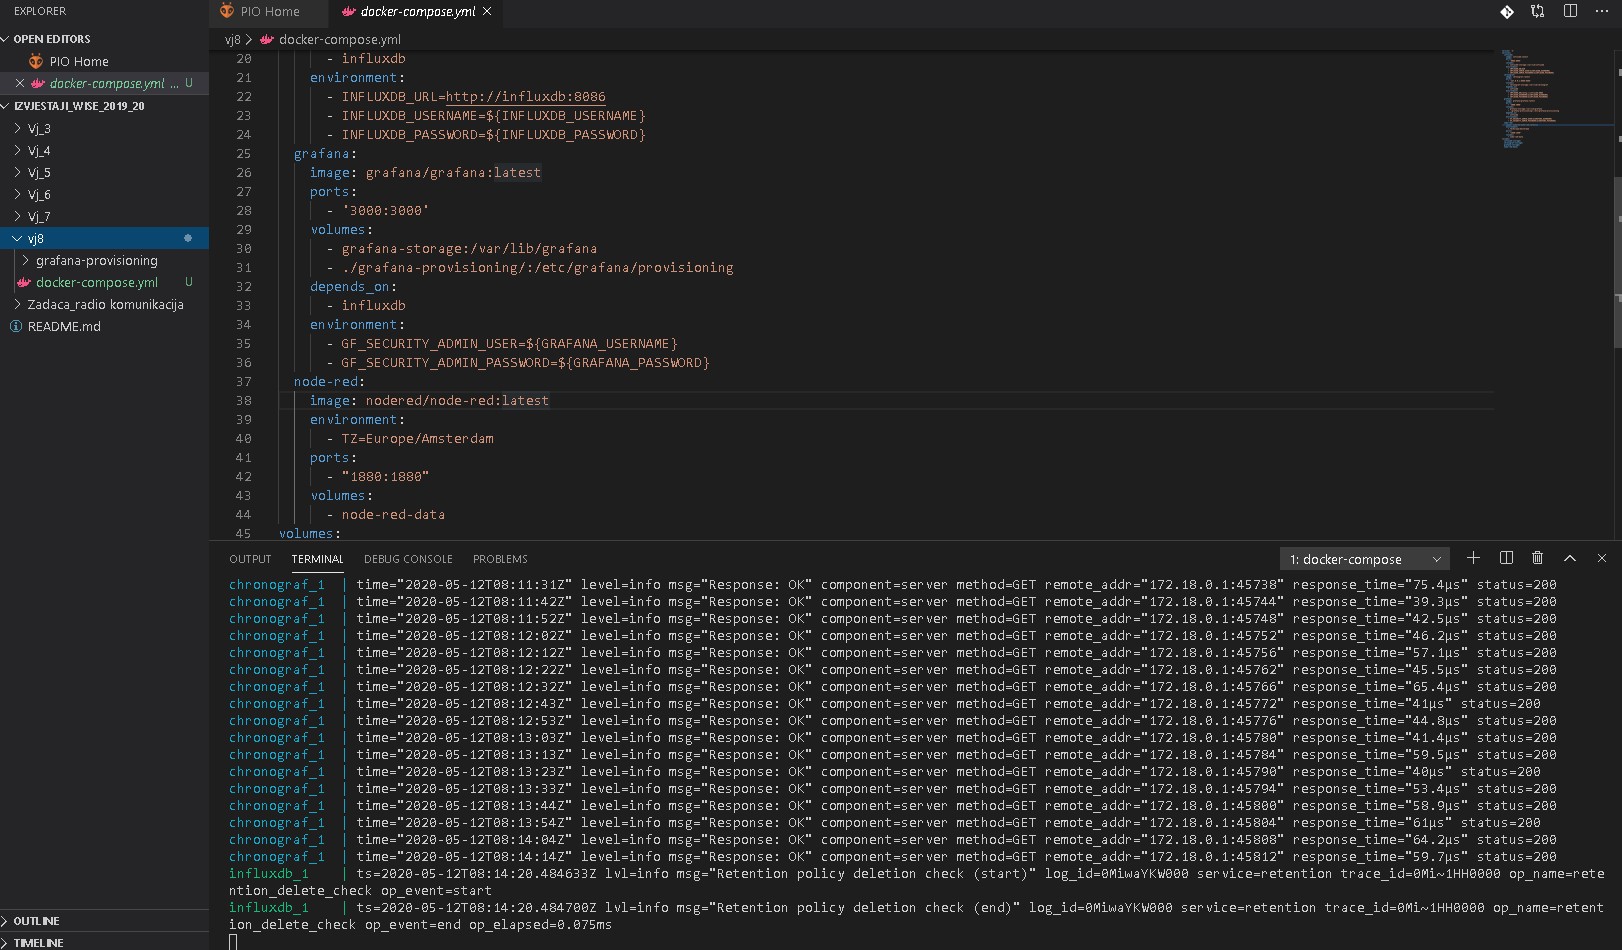 EXPLORER
OPEN EDITORS
PIO Home
docker-compose.yml ... U
IZVJESTAJI_WISE_2019_20
Vj_3
Vj_4
Vj_5
Vj_6
Vj_7
vj8
grafana-provisioning
docker-compose.yml U
Zadaca_radio komunikacija
README.md
OUTLINE
TIMELINE
PIO Home
docker-compose.yml
vj8 > docker-compose.yml
20 - influxdb
21 environment:
22 - INFLUXDB_URL=http://influxdb:8086
23 - INFLUXDB_USERNAME=${INFLUXDB_USERNAME}
24 - INFLUXDB_PASSWORD=${INFLUXDB_PASSWORD}
25 grafana:
26 image: grafana/grafana:latest
27 ports:
28 - '3000:3000'
29 volumes:
30 - grafana-storage:/var/lib/grafana
31 - ./grafana-provisioning/:/etc/grafana/provisioning
32 depends_on:
33 - influxdb
34 environment:
35 - GF_SECURITY_ADMIN_USER=${GRAFANA_USERNAME}
36 - GF_SECURITY_ADMIN_PASSWORD=${GRAFANA_PASSWORD}
37 node-red:
38 image: nodered/node-red:latest
39 environment:
40 - TZ=Europe/Amsterdam
41 ports:
42 - "1880:1880"
43 volumes:
44 - node-red-data
45 volumes:
OUTPUT TERMINAL DEBUG CONSOLE PROBLEMS
1: docker-compose
chronograf_1 | time="2020-05-12T08:11:31Z" level=info msg="Response: OK" component=server method=GET remote_addr="172.18.0.1:45738" response_time="75.4µs" status=200
chronograf_1 | time="2020-05-12T08:11:42Z" level=info msg="Response: OK" component=server method=GET remote_addr="172.18.0.1:45744" response_time="39.3µs" status=200
chronograf_1 | time="2020-05-12T08:11:52Z" level=info msg="Response: OK" component=server method=GET remote_addr="172.18.0.1:45748" response_time="42.5µs" status=200
chronograf_1 | time="2020-05-12T08:12:02Z" level=info msg="Response: OK" component=server method=GET remote_addr="172.18.0.1:45752" response_time="46.2µs" status=200
chronograf_1 | time="2020-05-12T08:12:12Z" level=info msg="Response: OK" component=server method=GET remote_addr="172.18.0.1:45756" response_time="57.1µs" status=200
chronograf_1 | time="2020-05-12T08:12:22Z" level=info msg="Response: OK" component=server method=GET remote_addr="172.18.0.1:45762" response_time="45.5µs" status=200
chronograf_1 | time="2020-05-12T08:12:32Z" level=info msg="Response: OK" component=server method=GET remote_addr="172.18.0.1:45766" response_time="65.4µs" status=200
chronograf_1 | time="2020-05-12T08:12:43Z" level=info msg="Response: OK" component=server method=GET remote_addr="172.18.0.1:45772" response_time="41µs" status=200
chronograf_1 | time="2020-05-12T08:12:53Z" level=info msg="Response: OK" component=server method=GET remote_addr="172.18.0.1:45776" response_time="44.8µs" status=200
chronograf_1 | time="2020-05-12T08:13:03Z" level=info msg="Response: OK" component=server method=GET remote_addr="172.18.0.1:45780" response_time="41.4µs" status=200
chronograf_1 | time="2020-05-12T08:13:13Z" level=info msg="Response: OK" component=server method=GET remote_addr="172.18.0.1:45784" response_time="59.5µs" status=200
chronograf_1 | time="2020-05-12T08:13:23Z" level=info msg="Response: OK" component=server method=GET remote_addr="172.18.0.1:45790" response_time="40µs" status=200
chronograf_1 | time="2020-05-12T08:13:33Z" level=info msg="Response: OK" component=server method=GET remote_addr="172.18.0.1:45794" response_time="53.4µs" status=200
chronograf_1 | time="2020-05-12T08:13:44Z" level=info msg="Response: OK" component=server method=GET remote_addr="172.18.0.1:45800" response_time="58.9µs" status=200
chronograf_1 | time="2020-05-12T08:13:54Z" level=info msg="Response: OK" component=server method=GET remote_addr="172.18.0.1:45804" response_time="61µs" status=200
chronograf_1 | time="2020-05-12T08:14:04Z" level=info msg="Response: OK" component=server method=GET remote_addr="172.18.0.1:45808" response_time="64.2µs" status=200
chronograf_1 | time="2020-05-12T08:14:14Z" level=info msg="Response: OK" component=server method=GET remote_addr="172.18.0.1:45812" response_time="59.7µs" status=200
influxdb_1 | ts=2020-05-12T08:14:20.484633Z lvl=info msg="Retention policy deletion check (start)" log_id=0MiwaYKW000 service=retention trace_id=0Mi~1HH0000 op_name=rete
ntion_delete_check op_event=start
influxdb_1 | ts=2020-05-12T08:14:20.484700Z lvl=info msg="Retention policy deletion check (end)" log_id=0MiwaYKW000 service=retention trace_id=0Mi~1HH0000 op_name=retent
ion_delete_check op_event=end op_elapsed=0.075ms